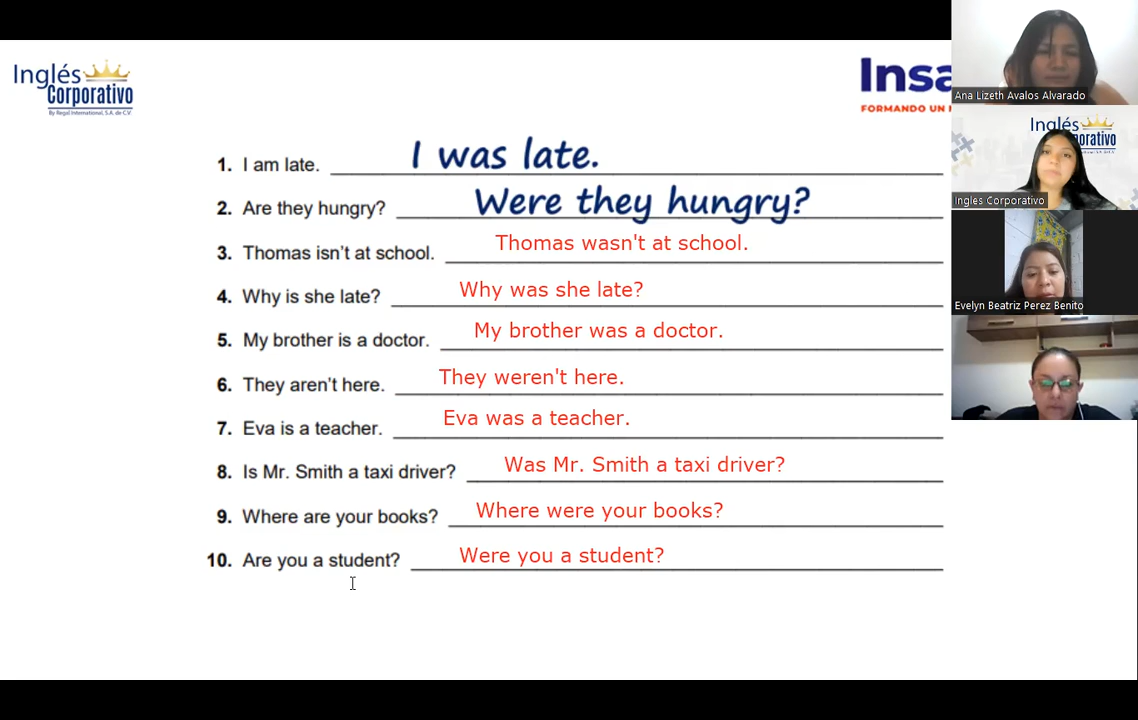 Inglés
Corporativo
By Regal International, S.A. de C.V.
Insa
FORMANDO UN
1. I am late. I was late.
2. Are they hungry? Were they hungry?
3. Thomas isn't at school. Thomas wasn't at school.
4. Why is she late? Why was she late?
5. My brother is a doctor. My brother was a doctor.
6. They aren't here. They weren't here.
7. Eva is a teacher. Eva was a teacher.
8. Is Mr. Smith a taxi driver? Was Mr. Smith a taxi driver?
9. Where are your books? Where were your books?
10. Are you a student? Were you a student?
Ana Lizeth Avalos Alvarado
Inglés
orativo
Ingles Corporativo
Evelyn Beatriz Perez Benito